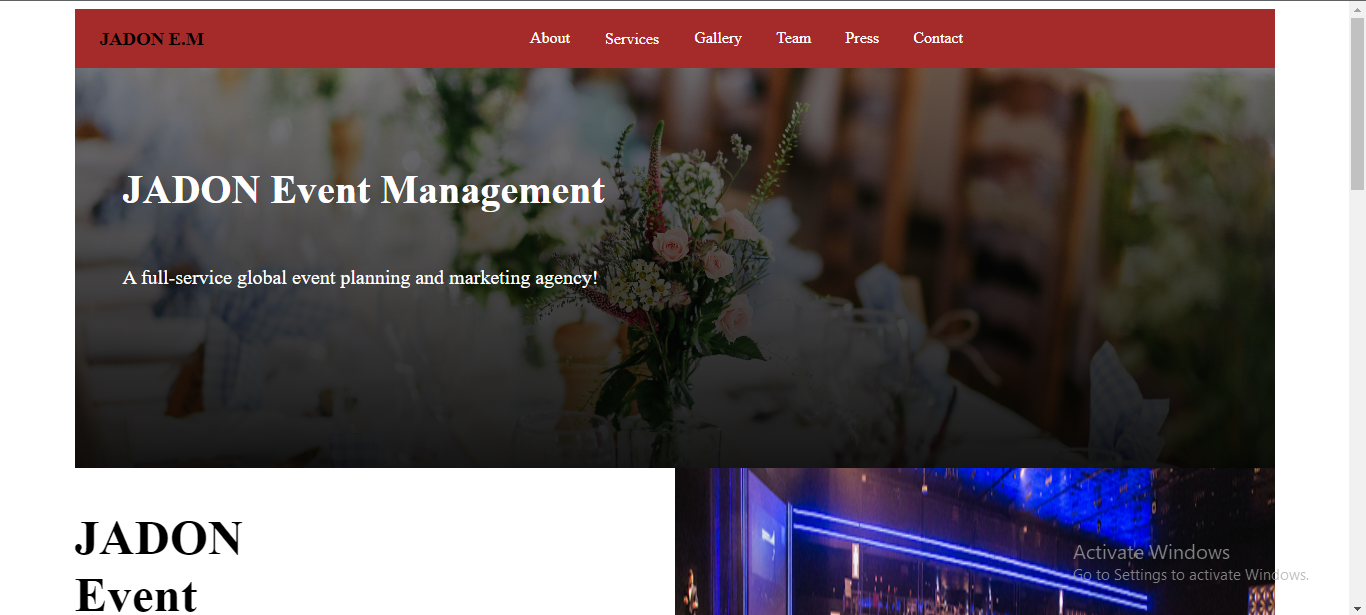 JADON E.M
About Services Gallery Team Press Contact
JADON Event Management
A full-service global event planning and marketing agency!
JADON
Event
Activate Windows
Go to Settings to activate Windows.